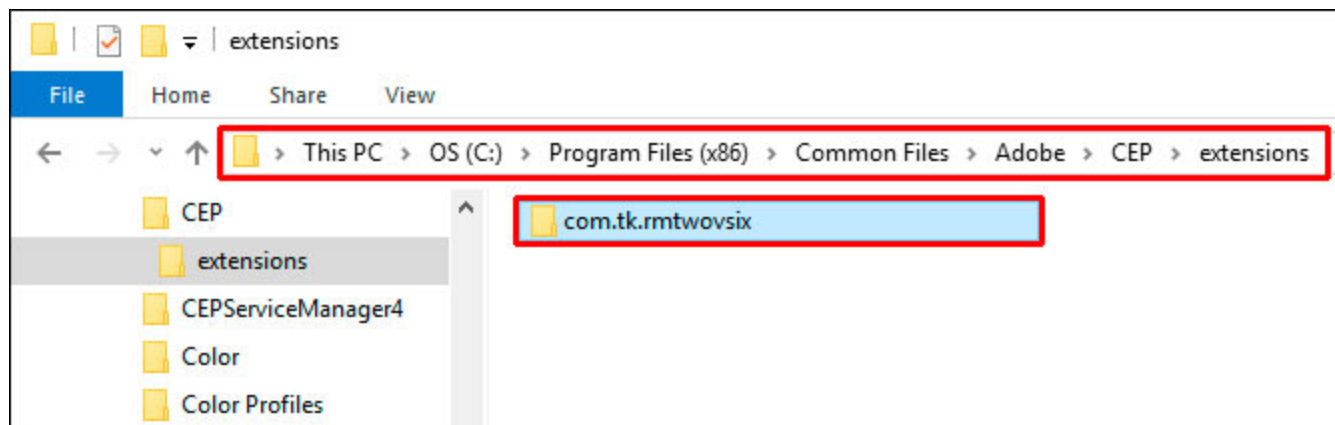 extensions
File Home Share View
This PC > OS (C:) > Program Files (x86) > Common Files > Adobe > CEP > extensions
CEP
com.tk.rmtwovsix
extensions
CEPServiceManager4
Color
Color Profiles